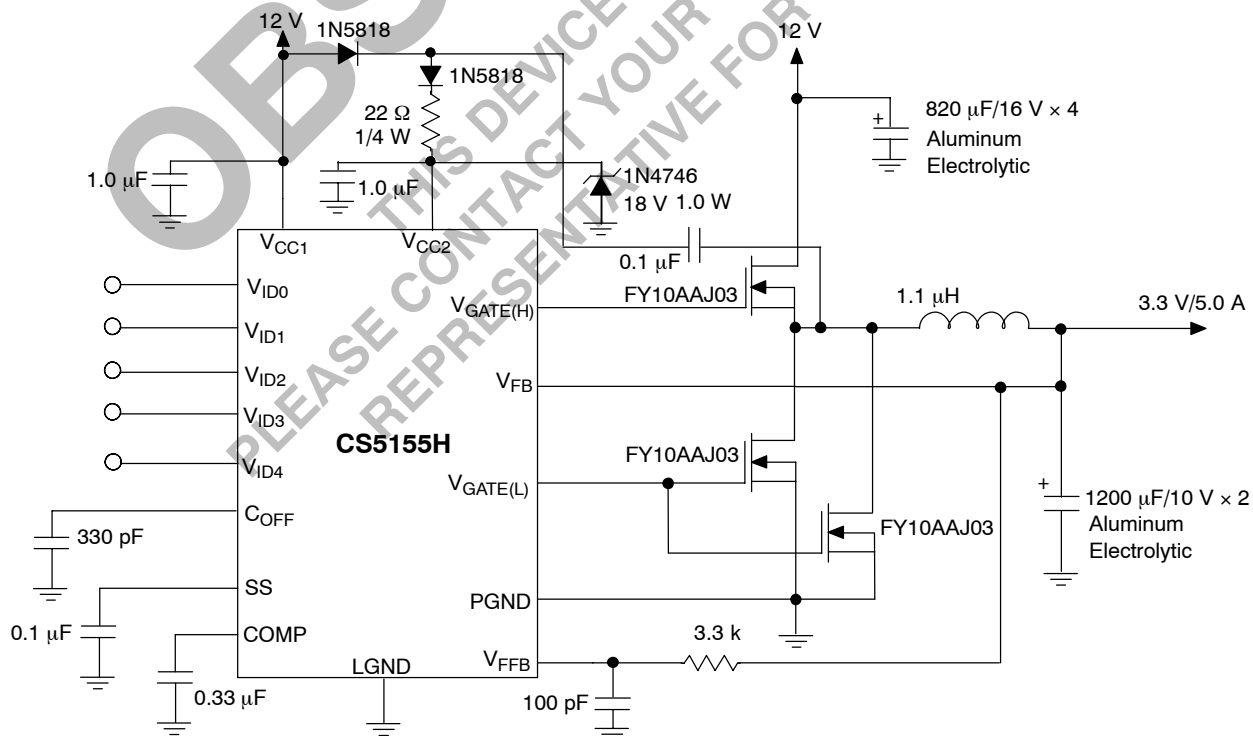 OBS
THIS DEVICE
PLEASE CONTACT YOUR
REPRESENTATIVE FOR
12 V
1N5818
1N5818
22 Ω
1/4 W
1.0 μF
1.0 μF
1N4746
18 V 1.0 W
12 V
820 μF/16 V × 4
Aluminum
Electrolytic
VCC1
VCC2
0.1 μF
VID0
VID1
VID2
VID3
VID4
COFF
SS
COMP
LGND
CS5155H
VGATE(H)
VFB
VGATE(L)
PGND
VFFB
FY10AAJ03
1.1 μH
3.3 V/5.0 A
FY10AAJ03
FY10AAJ03
1200 μF/10 V × 2
Aluminum
Electrolytic
330 pF
0.1 μF
0.33 μF
3.3 k
100 pF
+
+